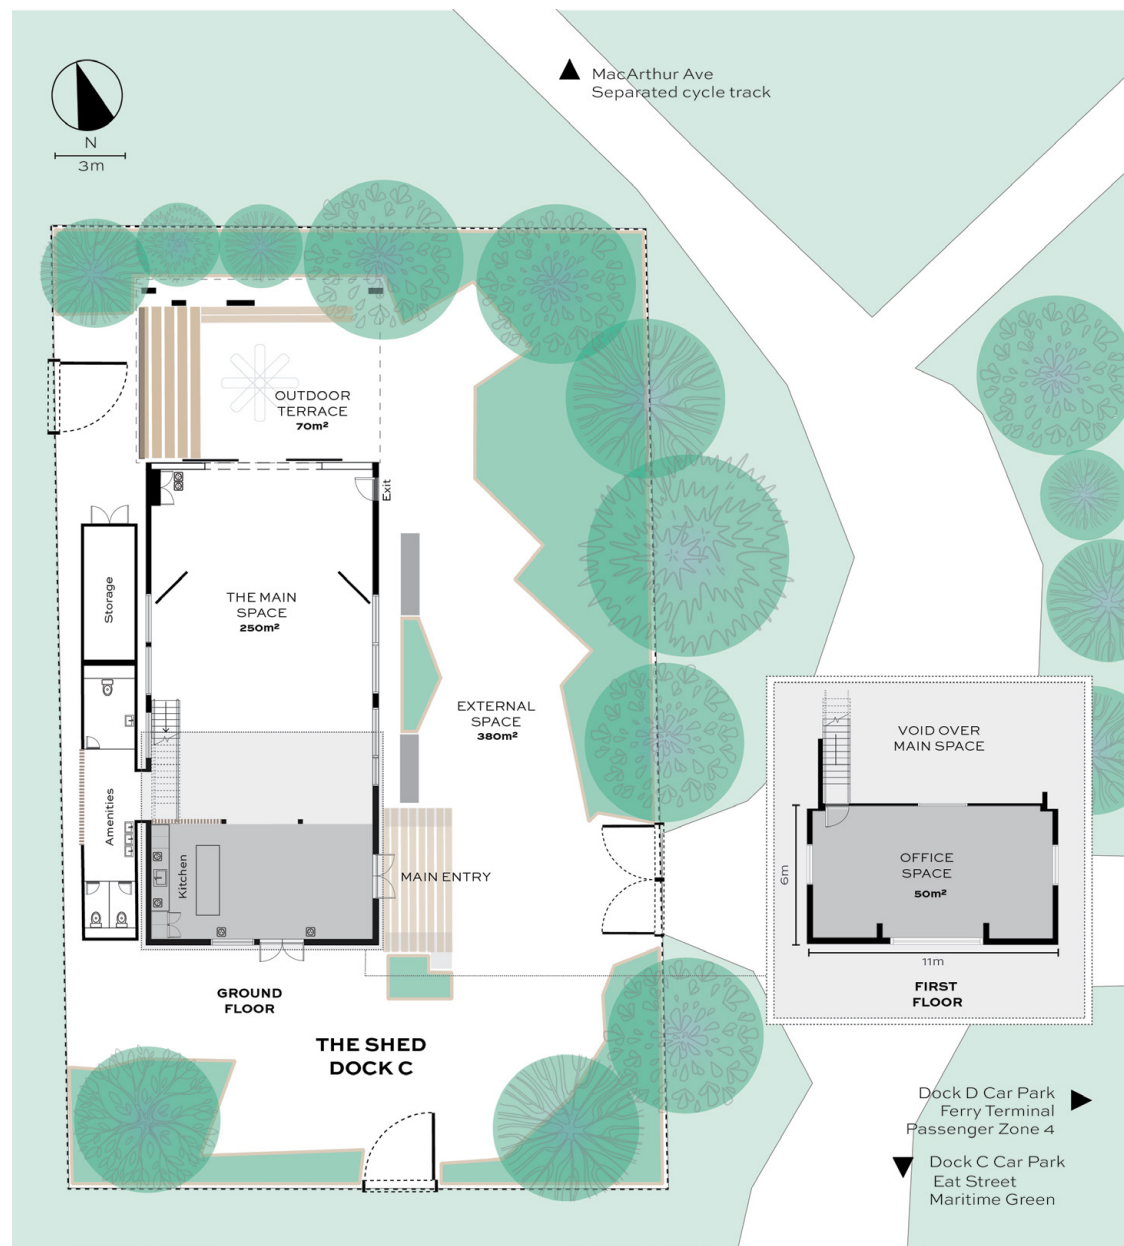 MacArthur Ave
Separated cycle track
N
3m
OUTDOOR
TERRACE
70m²
Exit
Storage
THE MAIN
SPACE
250m²
EXTERNAL
SPACE
380m²
Amenities
Kitchen
MAIN ENTRY
VOID OVER
MAIN SPACE
OFFICE
SPACE
50m²
6m
11m
FIRST
FLOOR
GROUND
FLOOR
THE SHED
DOCK C
Dock D Car Park
Ferry Terminal
Passenger Zone 4
Dock C Car Park
Eat Street
Maritime Green